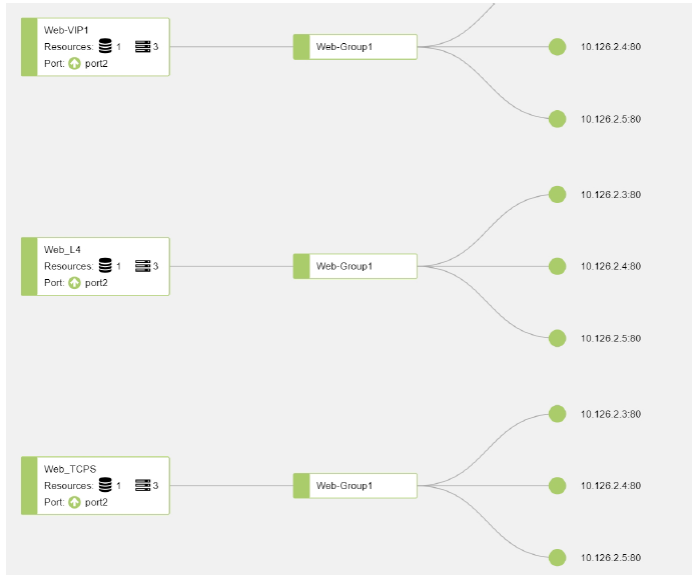 Web-VIP1
Resources: 1 3
Port: port2
Web-Group1
10.126.2.4:80
10.126.2.5:80
Web_L4
Resources: 1 3
Port: port2
Web-Group1
10.126.2.3:80
10.126.2.4:80
10.126.2.5:80
Web_TCPS
Resources: 1 3
Port: port2
Web-Group1
10.126.2.3:80
10.126.2.4:80
10.126.2.5:80